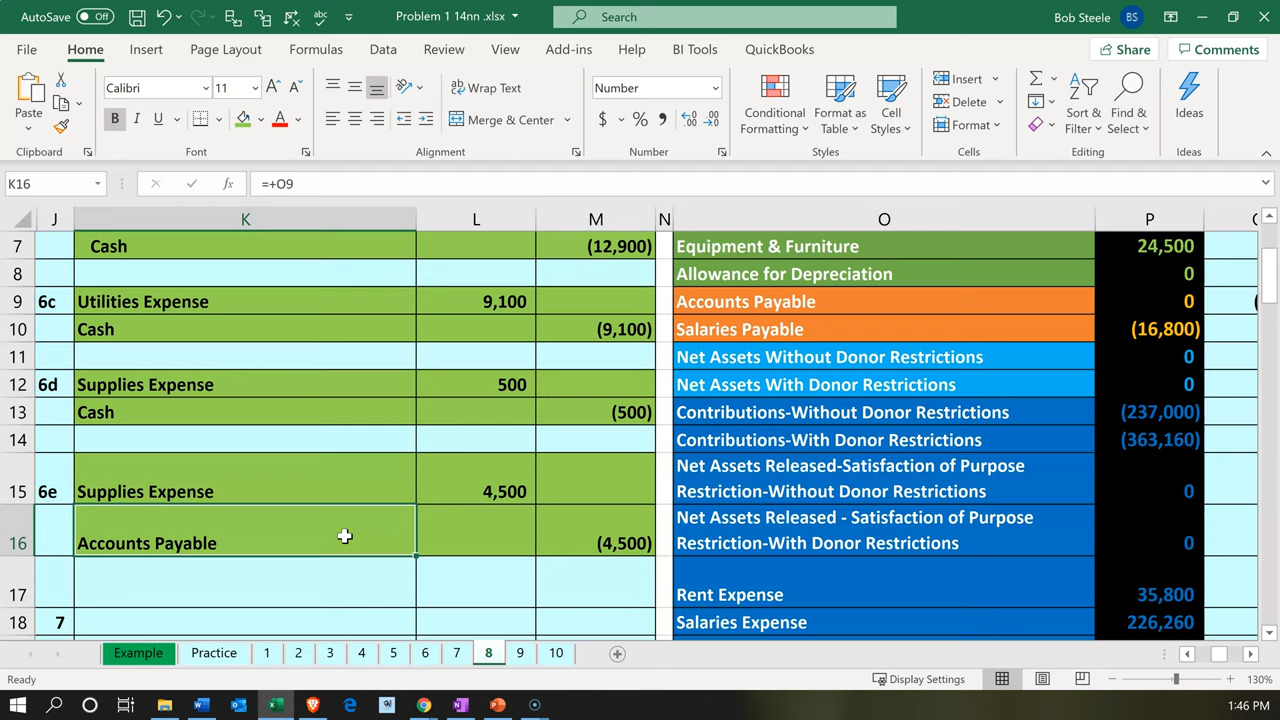 AutoSave Off Problem 1 14nn .xlsx Search Bob Steele BS
File Home Insert Page Layout Formulas Data Review View Add-ins Help BI Tools QuickBooks Share Comments
Paste Calibri 11 Wrap Text Number Conditional Formatting Format as Table Cell Styles Insert Sort & Filter Find & Select Ideas
B I U Merge & Center $ % Delete
Format
Clipboard Font Alignment Number Styles Cells Editing Ideas
K16 fx =+O9
J K L M N O P
7 Cash (12,900) Equipment & Furniture 24,500
8 Allowance for Depreciation 0
9 6c Utilities Expense 9,100 Accounts Payable 0
10 Cash (9,100) Salaries Payable (16,800)
11 Net Assets Without Donor Restrictions 0
12 6d Supplies Expense 500 Net Assets With Donor Restrictions 0
13 Cash (500) Contributions-Without Donor Restrictions (237,000)
14 Contributions-With Donor Restrictions (363,160)
Net Assets Released-Satisfaction of Purpose
15 6e Supplies Expense 4,500 Restriction-Without Donor Restrictions 0
Net Assets Released - Satisfaction of Purpose
16 Accounts Payable (4,500) Restriction-With Donor Restrictions 0
17 Rent Expense 35,800
18 7 Salaries Expense 226,260
Example Practice 1 2 3 4 5 6 7 8 9 10
Ready Display Settings 130%
1:46 PM